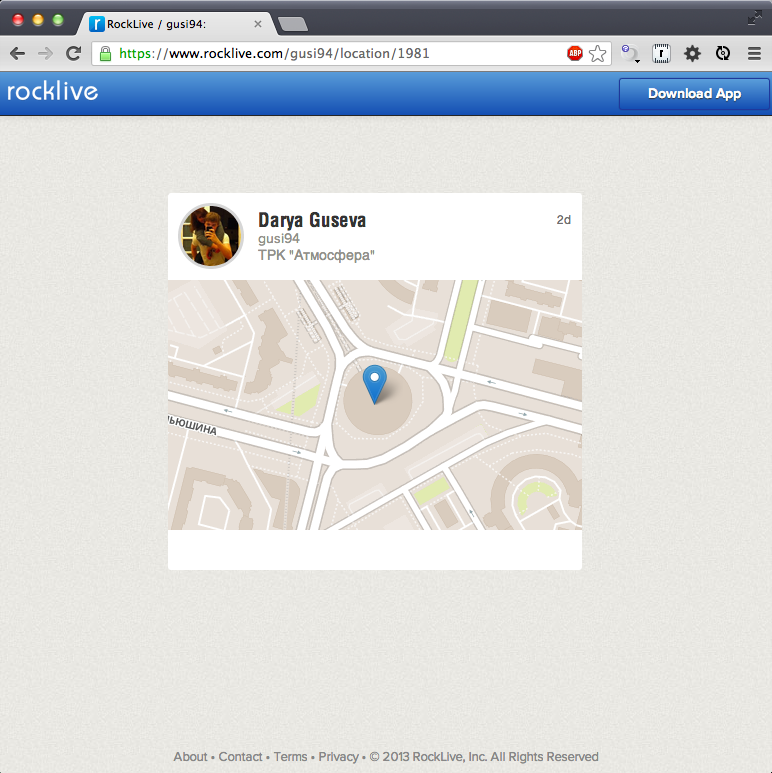 RockLive / gusi94:
https://www.rocklive.com/gusi94/location/1981
ABP
rocklive
Download App
Darya Guseva
2d
gusi94
ТРК "Атмосфера"
ЬЮШИНА
About • Contact • Terms • Privacy • © 2013 RockLive, Inc. All Rights Reserved